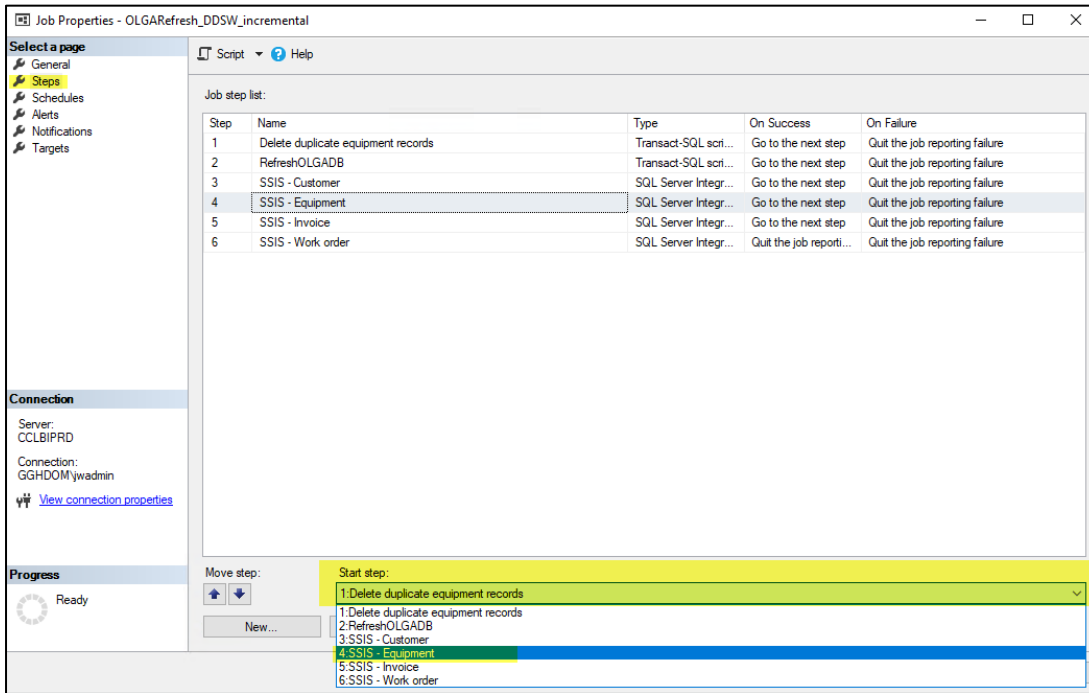 Job Properties - OLGARefresh_DDSW_incremental
Select a page
General
Steps
Schedules
Alerts
Notifications
Targets
Script
Help
Job step list:
Step Name Type On Success On Failure
1 Delete duplicate equipment records Transact-SQL scri... Go to the next step Quit the job reporting failure
2 RefreshOLGADB Transact-SQL scri... Go to the next step Quit the job reporting failure
3 SSIS - Customer SQL Server Integr... Go to the next step Quit the job reporting failure
4 SSIS - Equipment SQL Server Integr... Go to the next step Quit the job reporting failure
5 SSIS - Invoice SQL Server Integr... Go to the next step Quit the job reporting failure
6 SSIS - Work order SQL Server Integr... Quit the job reporti... Quit the job reporting failure
Connection
Server:
CCLBIPRD
Connection:
GGHDOM\jwadmin
View connection properties
Progress
Ready
Move step:
Start step:
1:Delete duplicate equipment records
New...
1:Delete duplicate equipment records
2:RefreshOLGADB
3:SSIS - Customer
4:SSIS - Equipment
5:SSIS - Invoice
6:SSIS - Work order